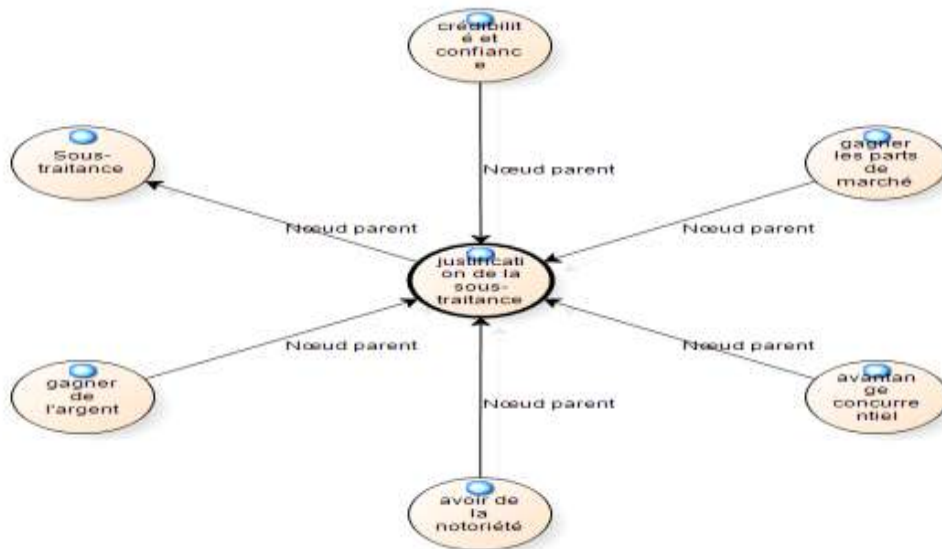 crédibilit
é et
confianc
e
Sous-
traitance
gagner
les parts
de
marché
Nœud parent
Nœud parent
Nœud parent
justificati
on de la
sous-
traitance
Nœud parent
Nœud parent
gagner
de
l'argent
avantan
ge
concurre
ntiel
Nœud parent
avoir de
la
notoriété